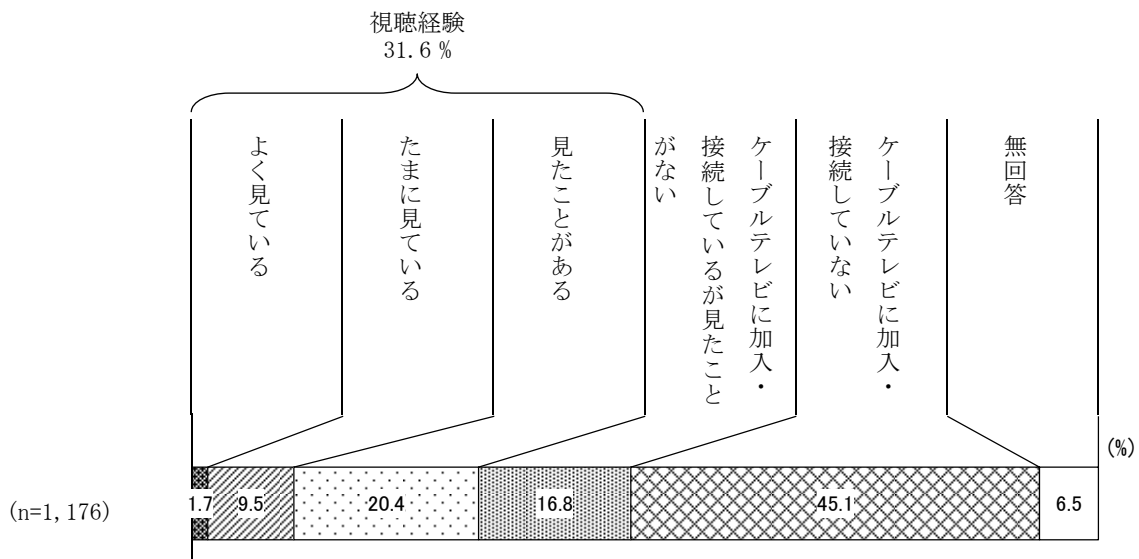 視聴経験
31.6％
よく見ている
たまに見ている
見たことがある
ケーブルテレビに加入・
接続しているが見たこと
がない
ケーブルテレビに加入・
接続していない
無回答
(%)
(n=1,176)
1.7 9.5 20.4 16.8 45.1 6.5